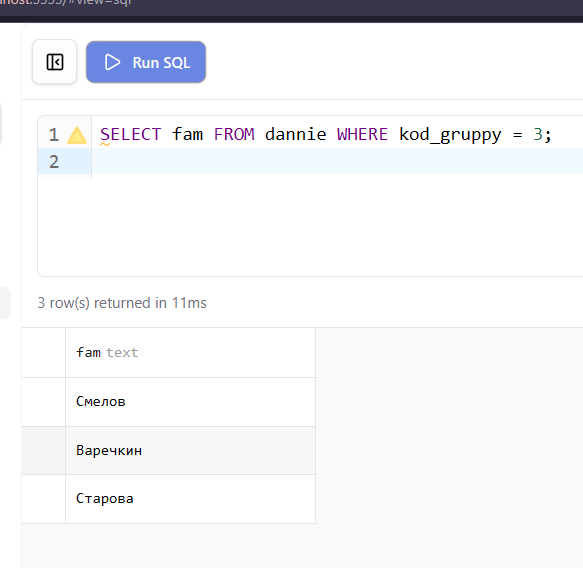 Run SQL
1 SELECT fam FROM dannie WHERE kod_gruppy = 3;
2
3 row(s) returned in 11ms
fam text
Смелов
Варечкин
Старова